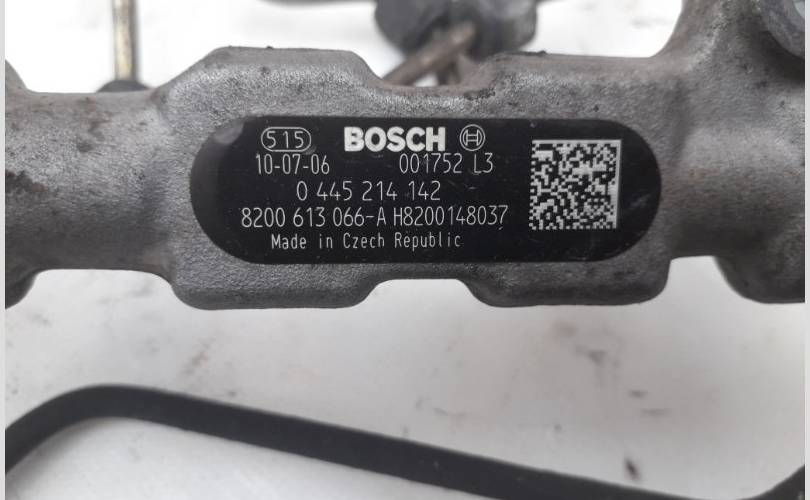 515 BOSCH
10-07-06 001752 L3
0 445 214 142
8200 613 066-A H8200148037
Made in Czech Republic